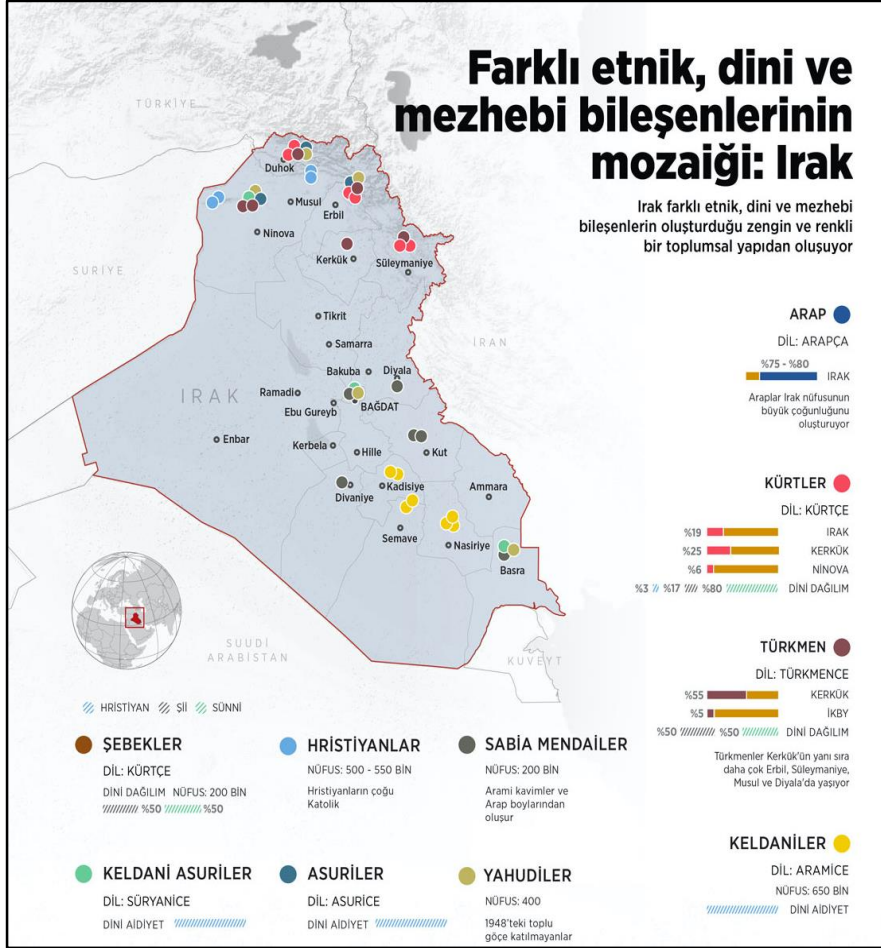 Farklı etnik, dini ve
mezhebi bileşenlerinin
mozaiği: Irak
Irak farklı etnik, dini ve mezhebi
bileşenlerin oluşturduğu zengin ve renkli
bir toplumsal yapıdan oluşuyor
TÜRKİYE
SURİYE
İRAN
IRAK
SUUDİ
ARABİSTAN
KUVEYT
Duhok
Musul
Erbil
Ninova
Kerkük
Süleymaniye
Tikrit
Samarra
Bakuba
Diyala
Ramadi
Ebu Gureyb
BAĞDAT
Enbar
Kerbela
Hille
Kut
Divaniye
Kadisiye
Ammara
Semave
Nasiriye
Basra
ARAP
DİL: ARAPÇA
%75 - %80
IRAK
Araplar Irak nüfusunun
büyük çoğunluğunu
oluşturuyor
KÜRTLER
DİL: KÜRTÇE
%19 IRAK
%25 KERKÜK
%6 NİNOVA
%3 %17 %80 DİNİ DAĞILIM
TÜRKMEN
DİL: TÜRKMENCE
%55 KERKÜK
%5 İKBY
%50 %50 DİNİ DAĞILIM
Türkmenler Kerkük'ün yanı sıra
daha çok Erbil, Süleymaniye,
Musul ve Diyala'da yaşıyor
KELDANİLER
DİL: ARAMİCE
NÜFUS: 650 BİN
DİNİ AİDİYET
HRİSTİYAN Şİİ SÜNNİ
ŞEBEKLER
DİL: KÜRTÇE
DİNİ DAĞILIM NÜFUS: 200 BİN
%50 %50
HRİSTİYANLAR
NÜFUS: 500 - 550 BİN
Hristiyanların çoğu
Katolik
SABİA MENDAİLER
NÜFUS: 200 BİN
Arami kavimler ve
Arap boylarından
oluşur
KELDANİ ASURİLER
DİL: SÜRYANICE
DİNİ AİDİYET
ASURİLER
DİL: ASURICE
DİNİ AİDİYET
YAHUDİLER
NÜFUS: 400
1948'teki toplu
göçe katılmayanlar